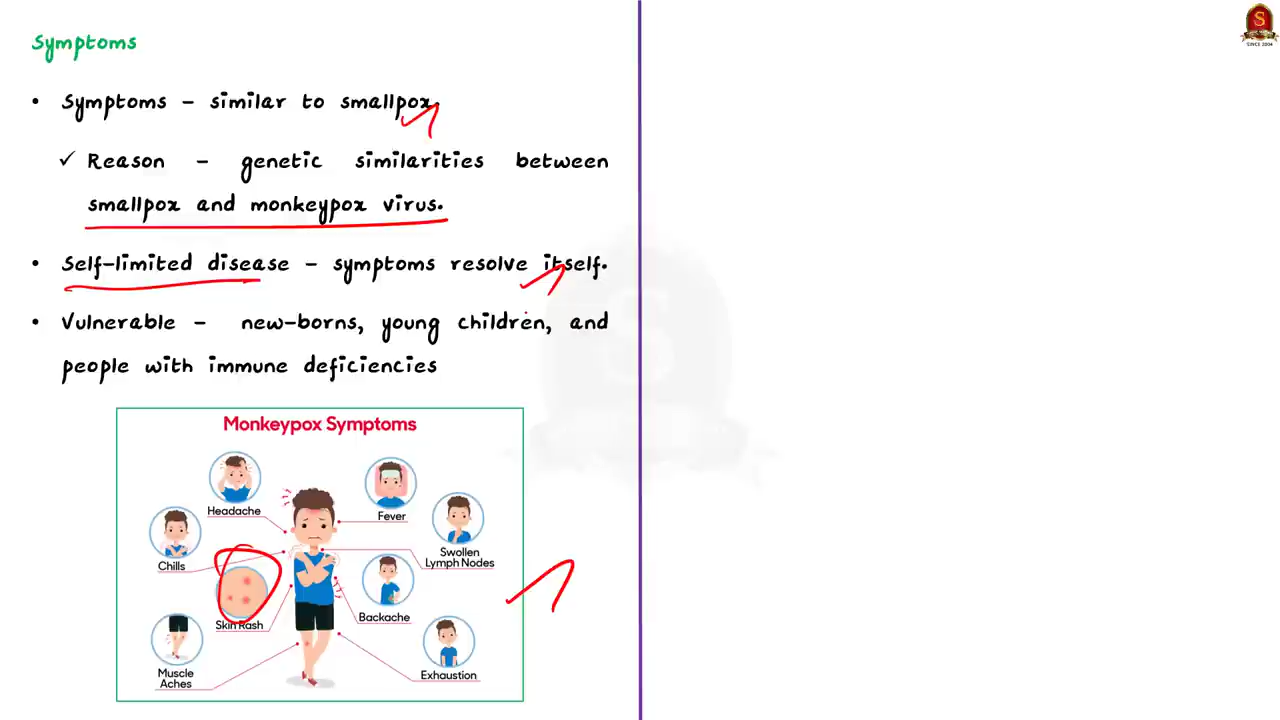 Symptoms
• Symptoms – similar to smallpox.
✓ Reason – genetic similarities between
smallpox and monkeypox virus.
• Self-limited disease – symptoms resolve itself.
• Vulnerable – new-borns, young children, and
people with immune deficiencies
Monkeypox Symptoms
Headache
Fever
Swollen
Lymph Nodes
Chills
Backache
Skin Rash
Muscle
Aches
Exhaustion
S
SINCE 2004
S